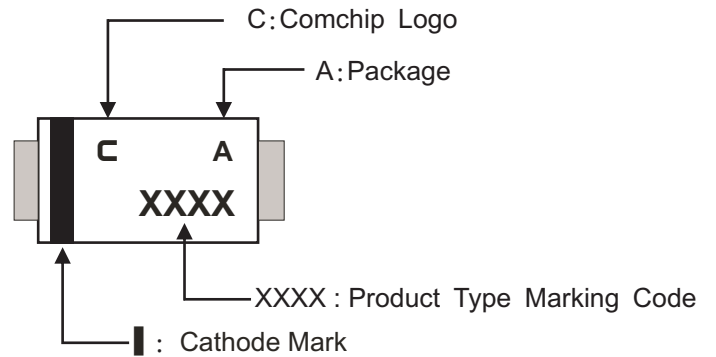 C:Comchip Logo
A:Package
C A
XXXX
XXXX : Product Type Marking Code
: Cathode Mark